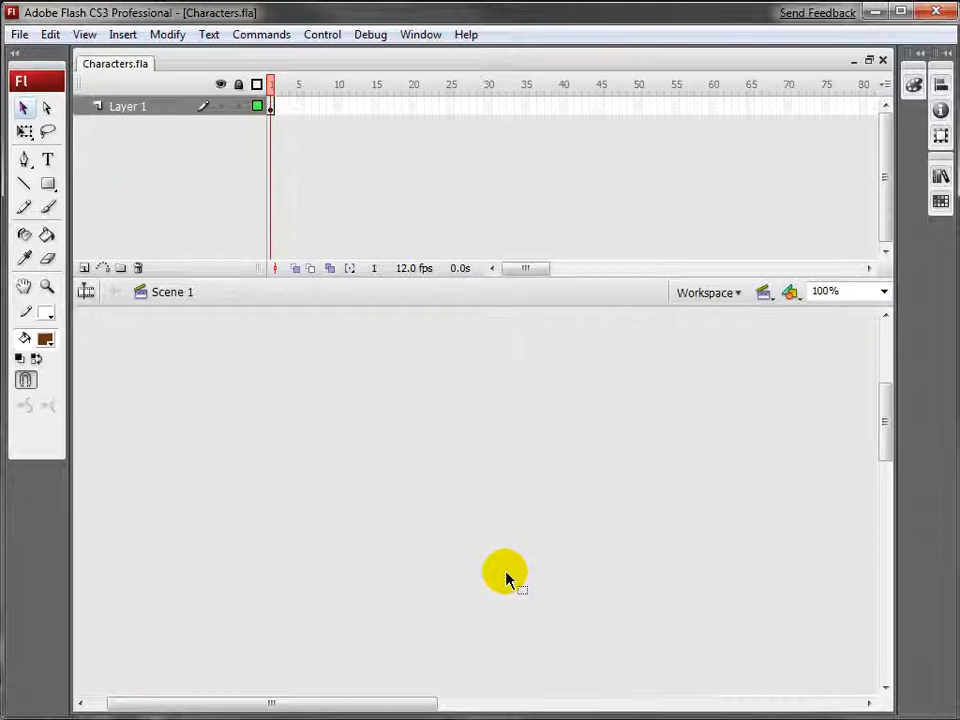 Fl Adobe Flash CS3 Professional - [Characters.fla] Send Feedback
File Edit View Insert Modify Text Commands Control Debug Window Help
Characters.fla
Fl
1 5 10 15 20 25 30 35 40 45 50 55 60 65 70 75 80
Layer 1
T
1 12.0 fps 0.0s
Scene 1 Workspace 100%